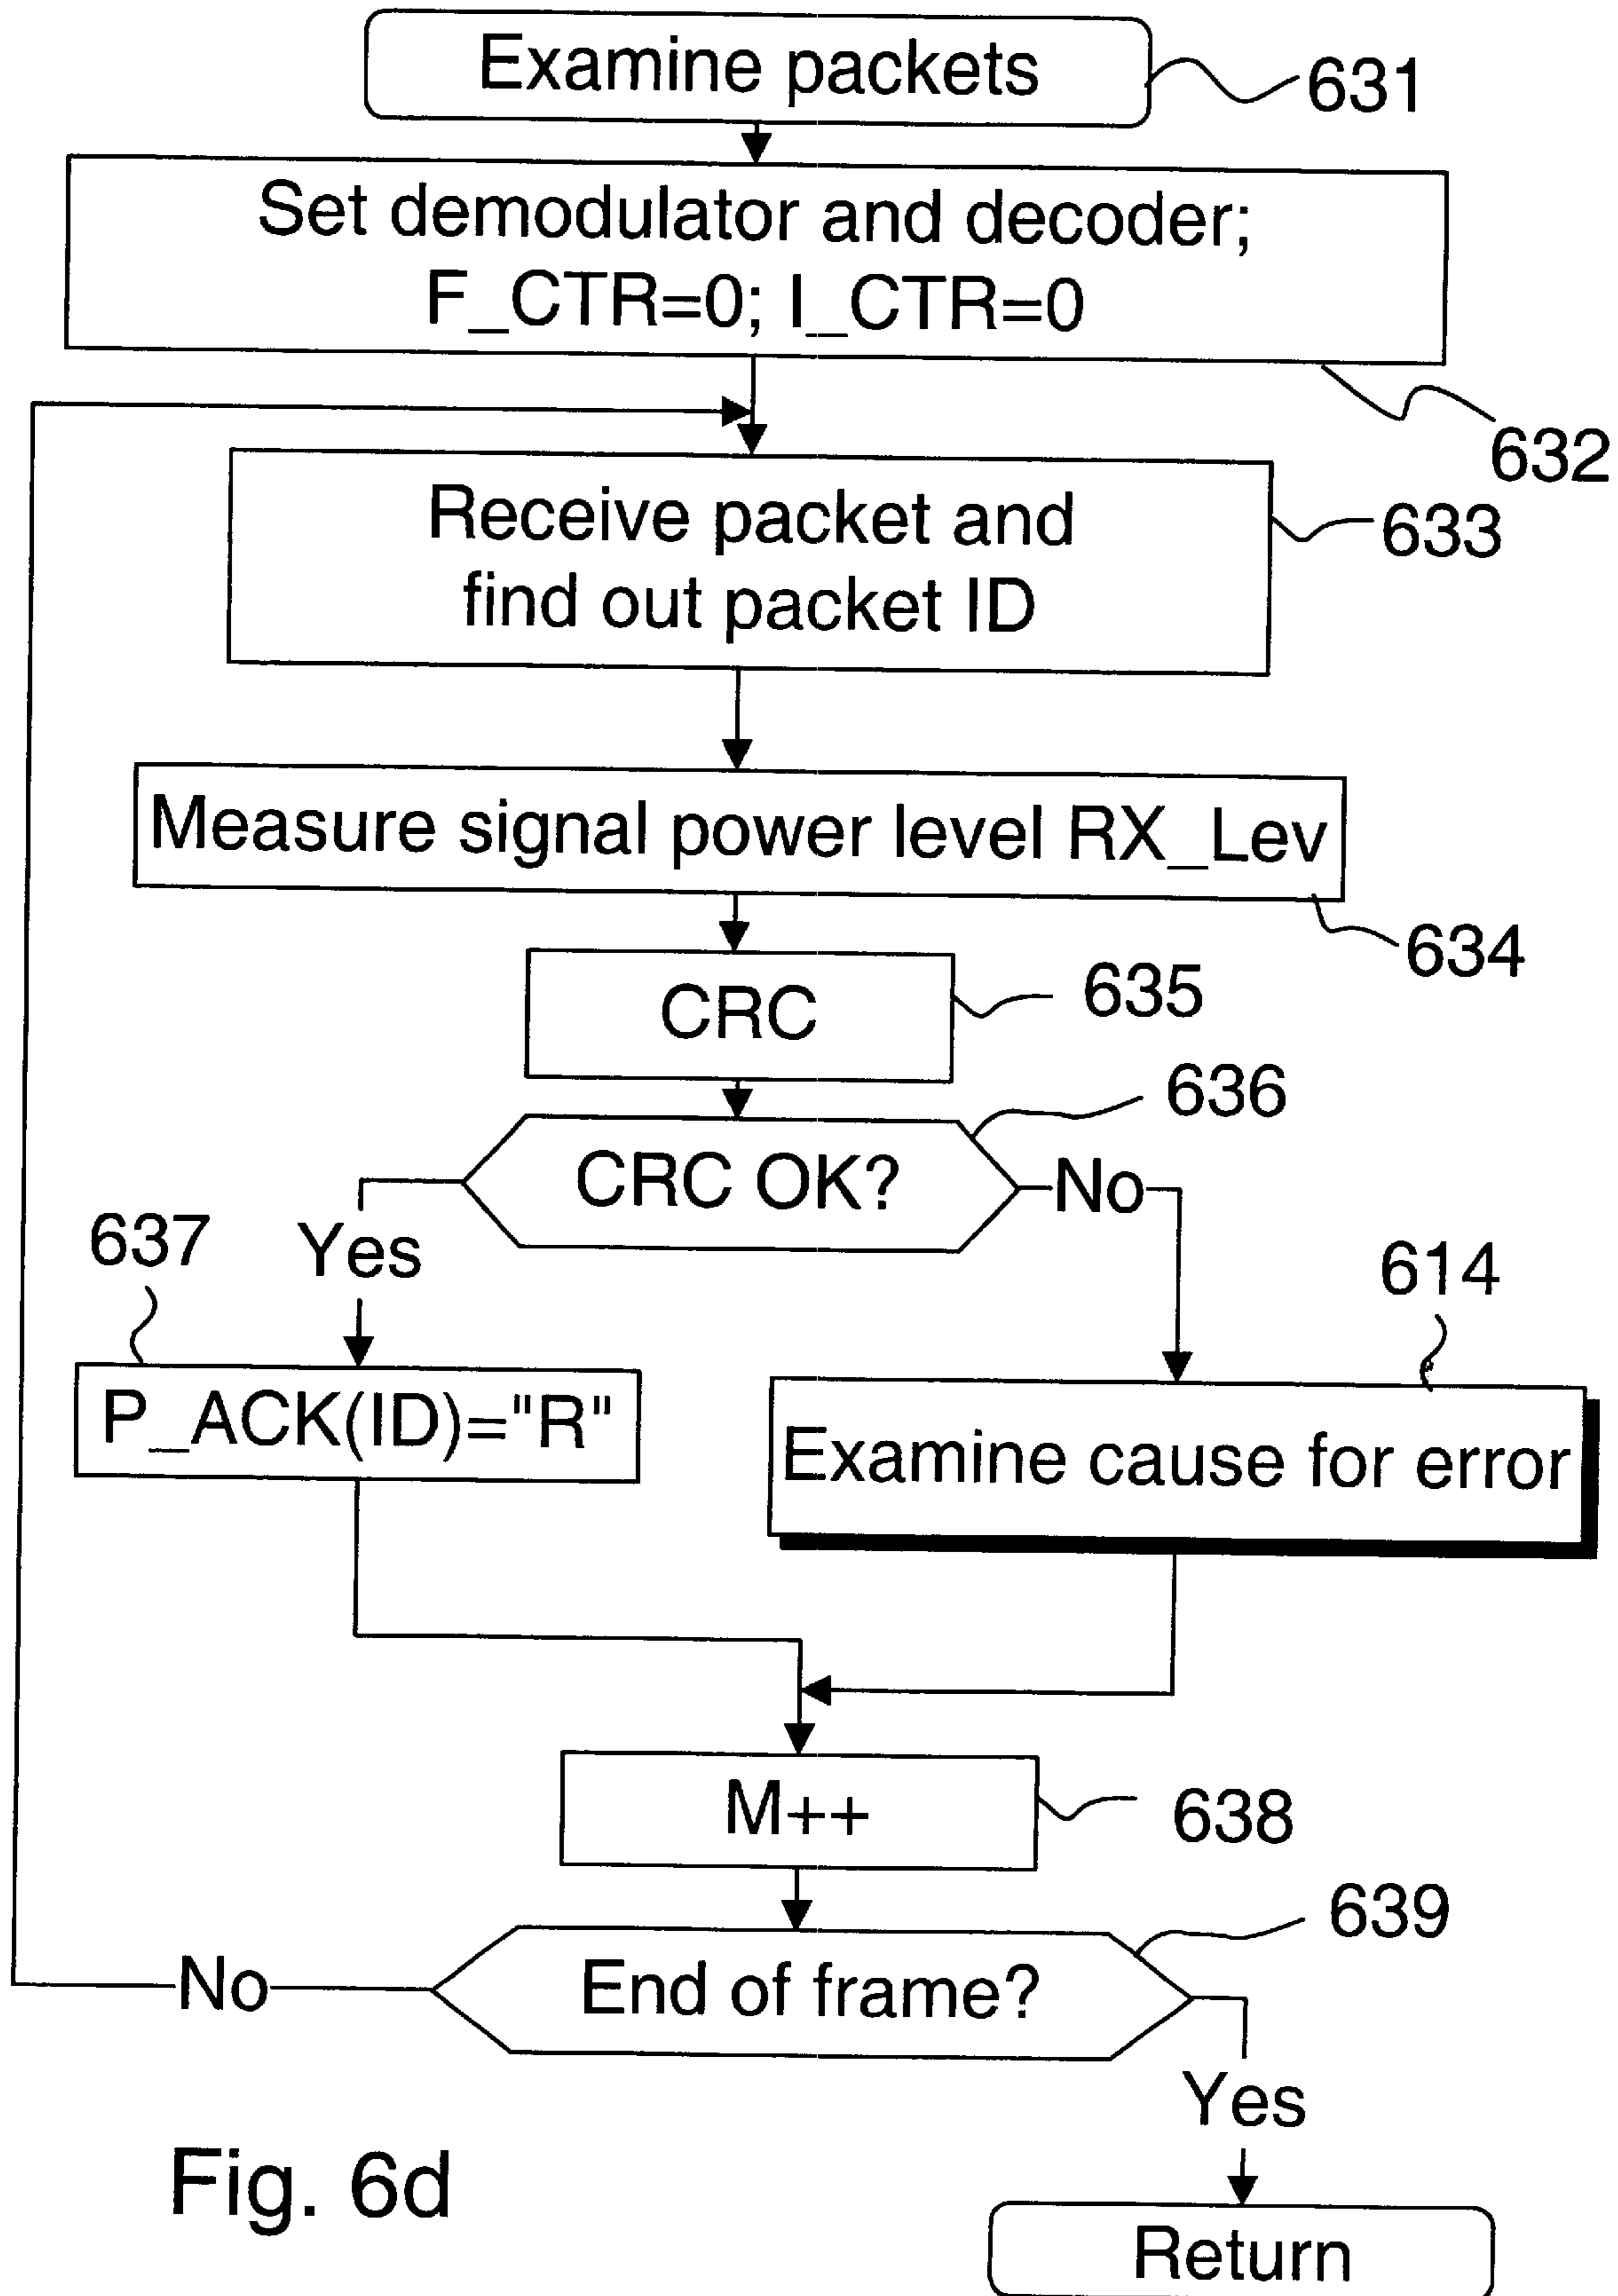 Examine packets
631
Set demodulator and decoder;
F_CTR=0; I_CTR=0
632
Receive packet and
find out packet ID
633
Measure signal power level RX_Lev
634
CRC
635
636
CRC OK?
No
Yes
637
614
P_ACK(ID)="R"
Examine cause for error
M++
638
639
End of frame?
No
Yes
Fig. 6d
Return